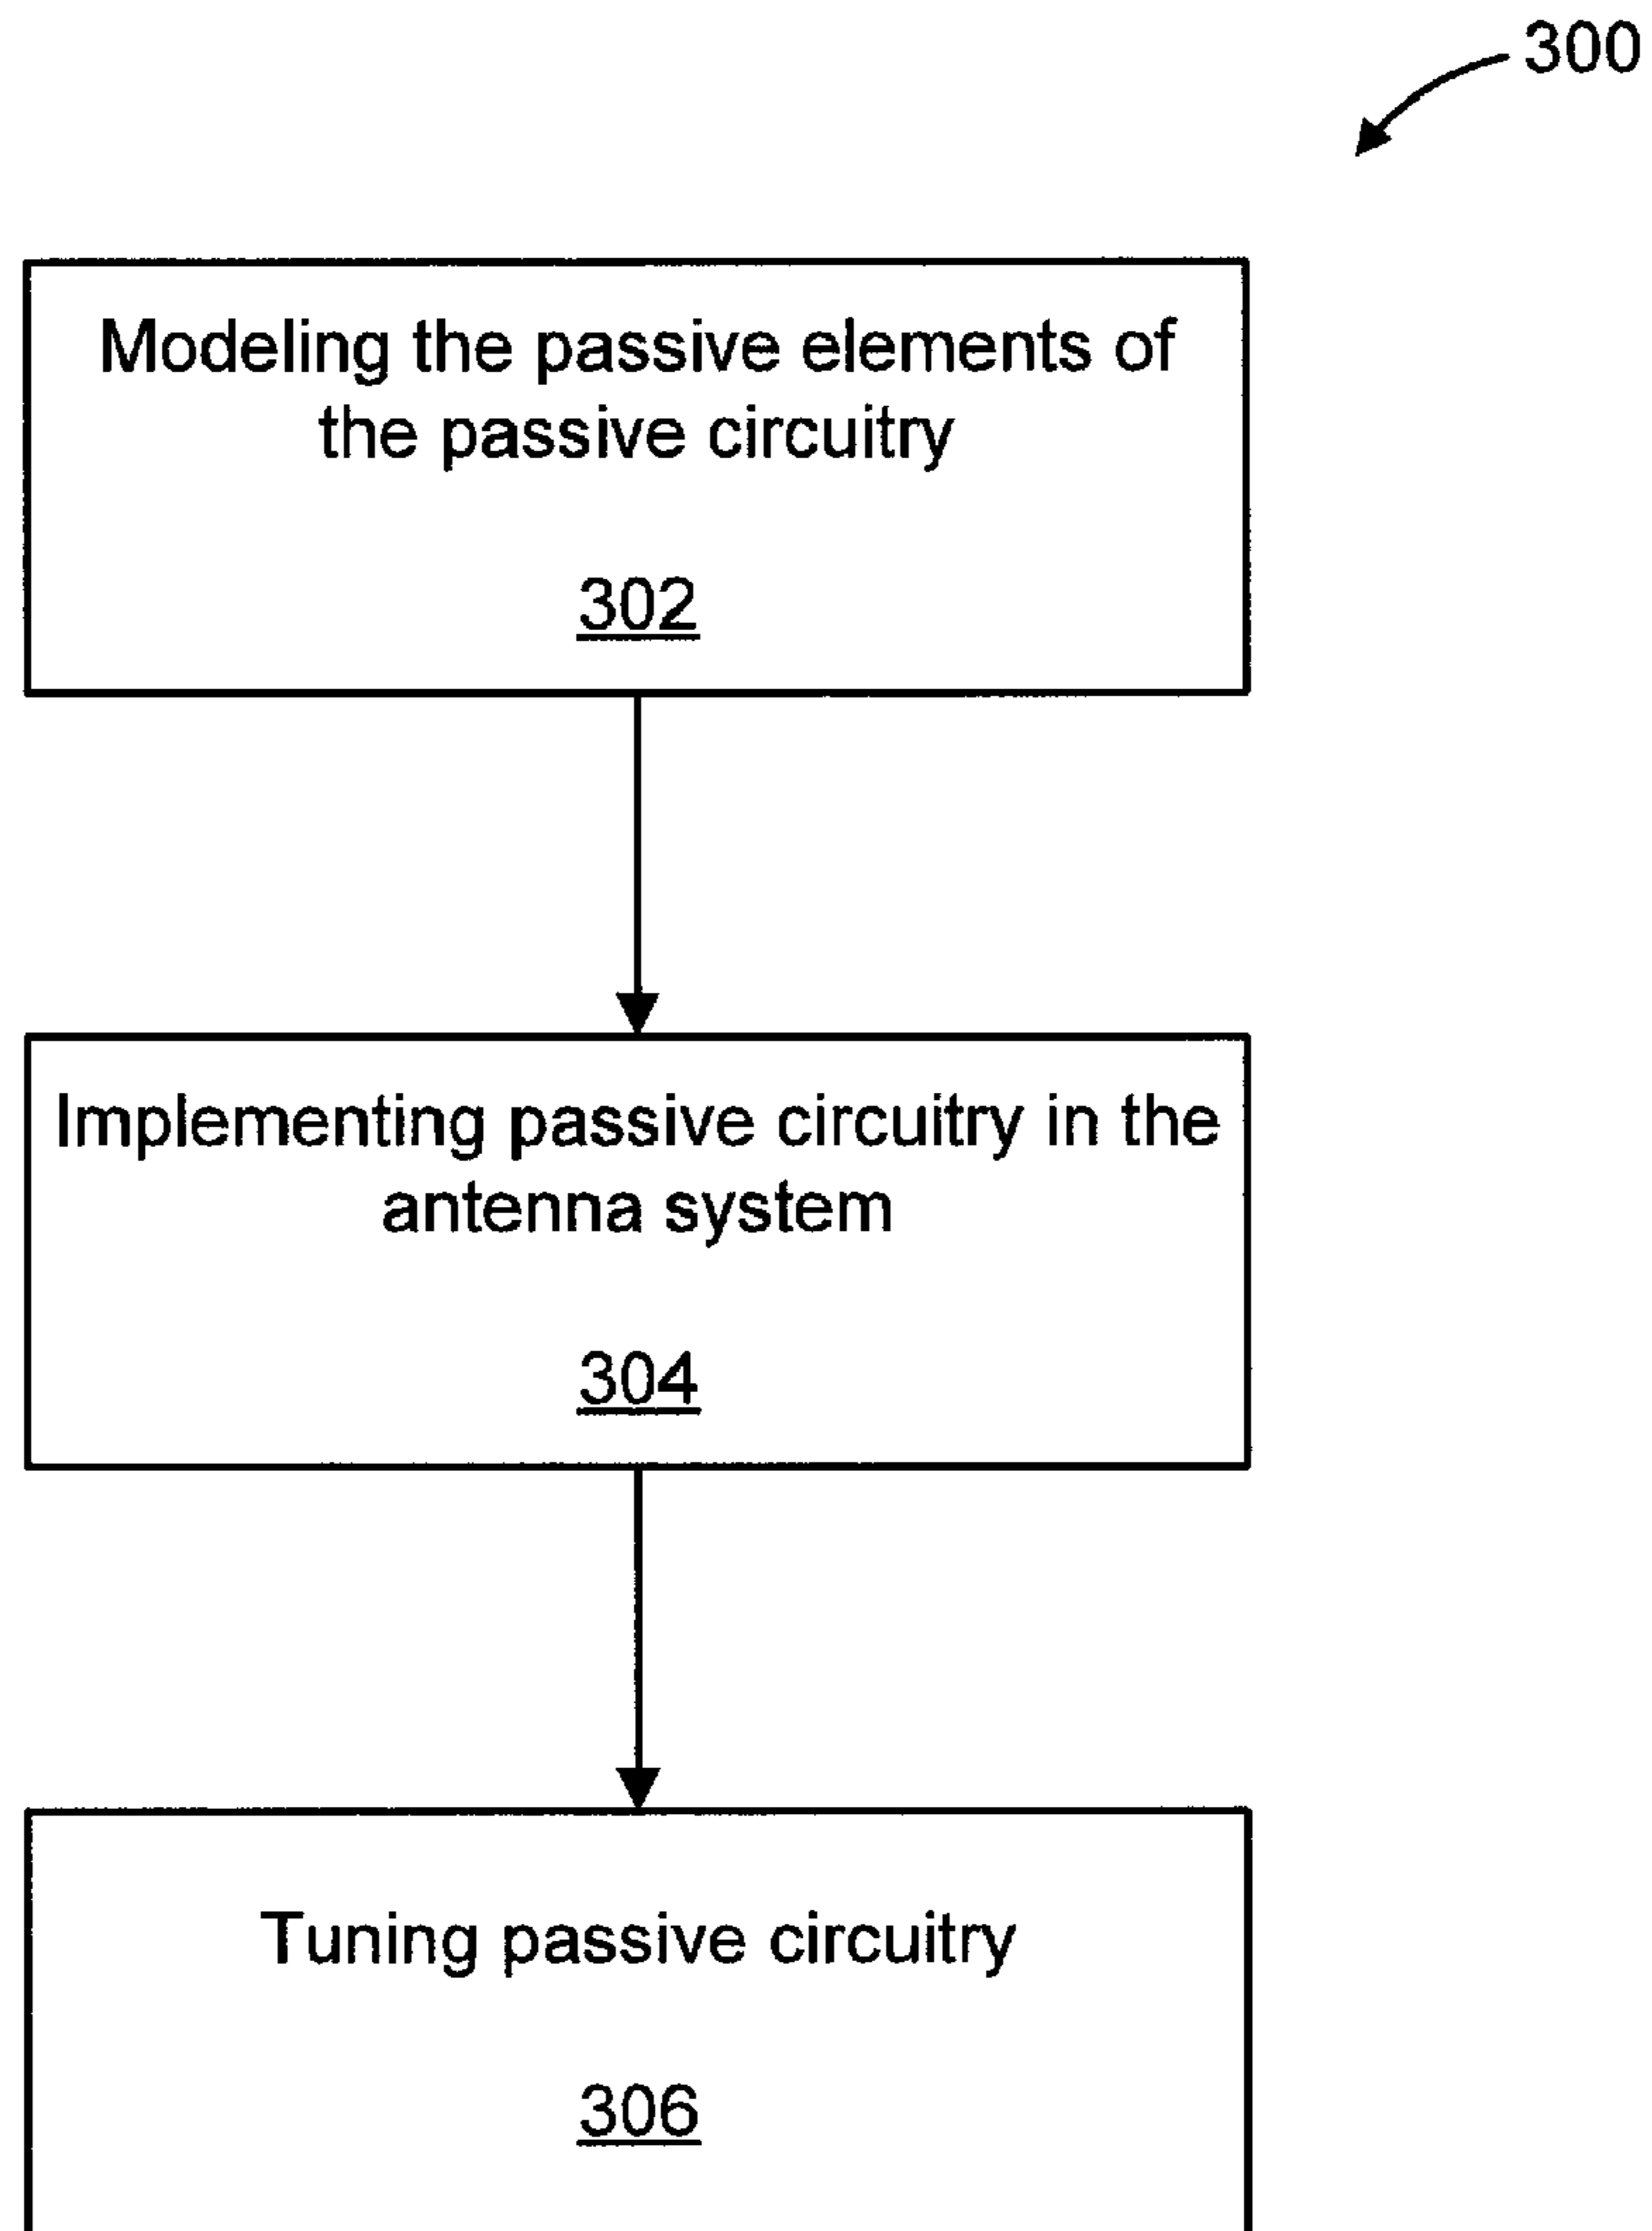 300
Modeling the passive elements of
the passive circuitry
302
Implementing passive circuitry in the
antenna system
304
Tuning passive circuitry
306